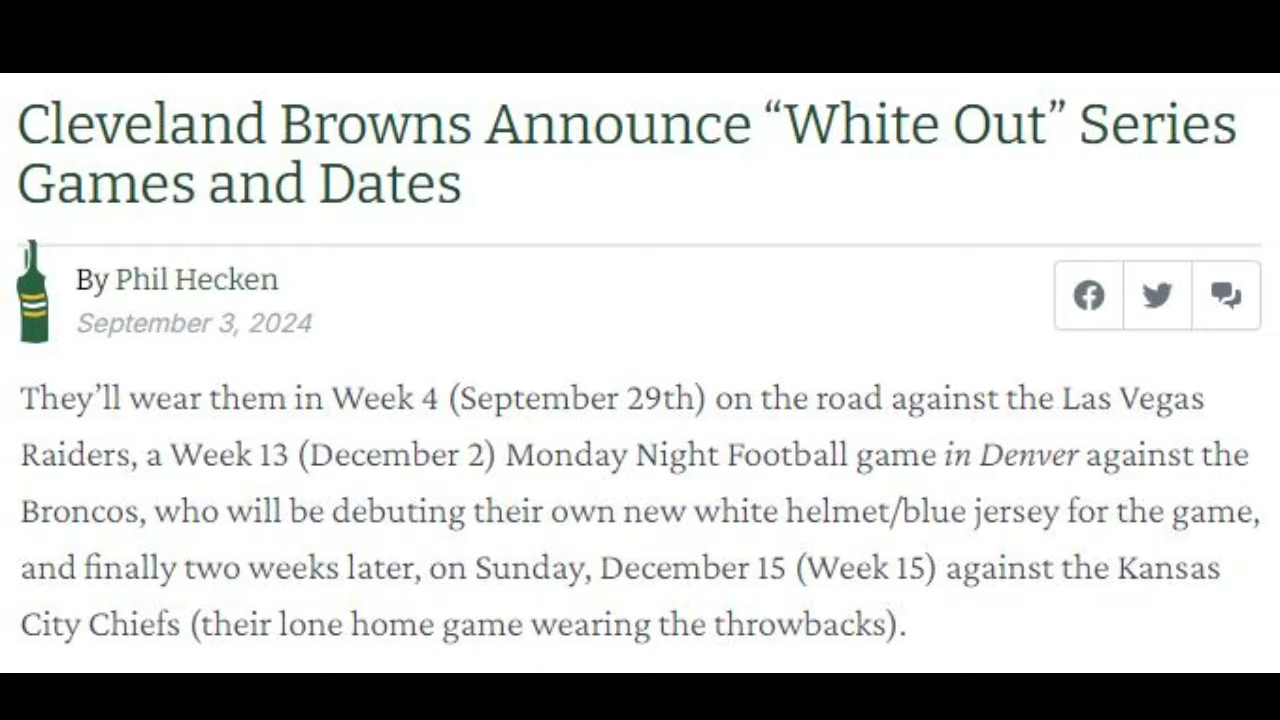 Cleveland Browns Announce “White Out” Series
Games and Dates
By Phil Hecken
September 3, 2024
They’ll wear them in Week 4 (September 29th) on the road against the Las Vegas
Raiders, a Week 13 (December 2) Monday Night Football game in Denver against the
Broncos, who will be debuting their own new white helmet/blue jersey for the game,
and finally two weeks later, on Sunday, December 15 (Week 15) against the Kansas
City Chiefs (their lone home game wearing the throwbacks).